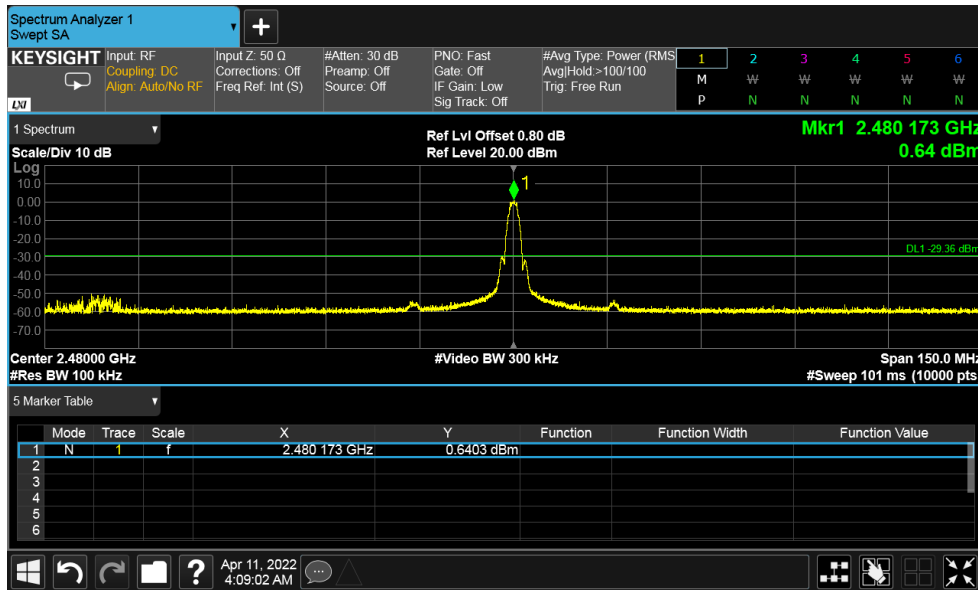 Spectrum Analyzer 1
Swept SA
+
KEYSIGHT
LXI
Input: RF
Coupling: DC
Align: Auto/No RF
Input Z: 50 Ω
Corrections: Off
Freq Ref: Int (S)
#Atten: 30 dB
Preamp: Off
Source: Off
PNO: Fast
Gate: Off
IF Gain: Low
Sig Track: Off
#Avg Type: Power (RMS
Avg|Hold:>100/100
Trig: Free Run
1 2 3 4 5 6
M W W W W W
P N N N N N
1 Spectrum
Scale/Div 10 dB
Ref Lvl Offset 0.80 dB
Ref Level 20.00 dBm
Mkr1 2.480 173 GHz
0.64 dBm
Log
10.0
0.00
-10.0
-20.0
-30.0
-40.0
-50.0
-60.0
-70.0
1
DL1 -29.36 dBm
Center 2.48000 GHz
#Video BW 300 kHz
Span 150.0 MHz
#Res BW 100 kHz
#Sweep 101 ms (10000 pts
5 Marker Table
Mode Trace Scale X Y Function Function Width Function Value
1 N 1 f 2.480 173 GHz 0.6403 dBm
2
3
4
5
6
?
Apr 11, 2022
4:09:02 AM